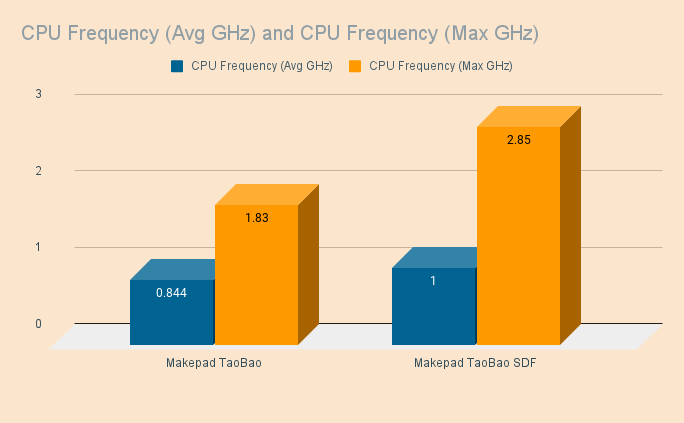 CPU Frequency (Avg GHz) and CPU Frequency (Max GHz)
CPU Frequency (Avg GHz) CPU Frequency (Max GHz)
3
2
1
0
0.844
1.83
1
2.85
Makepad TaoBao
Makepad TaoBao SDF